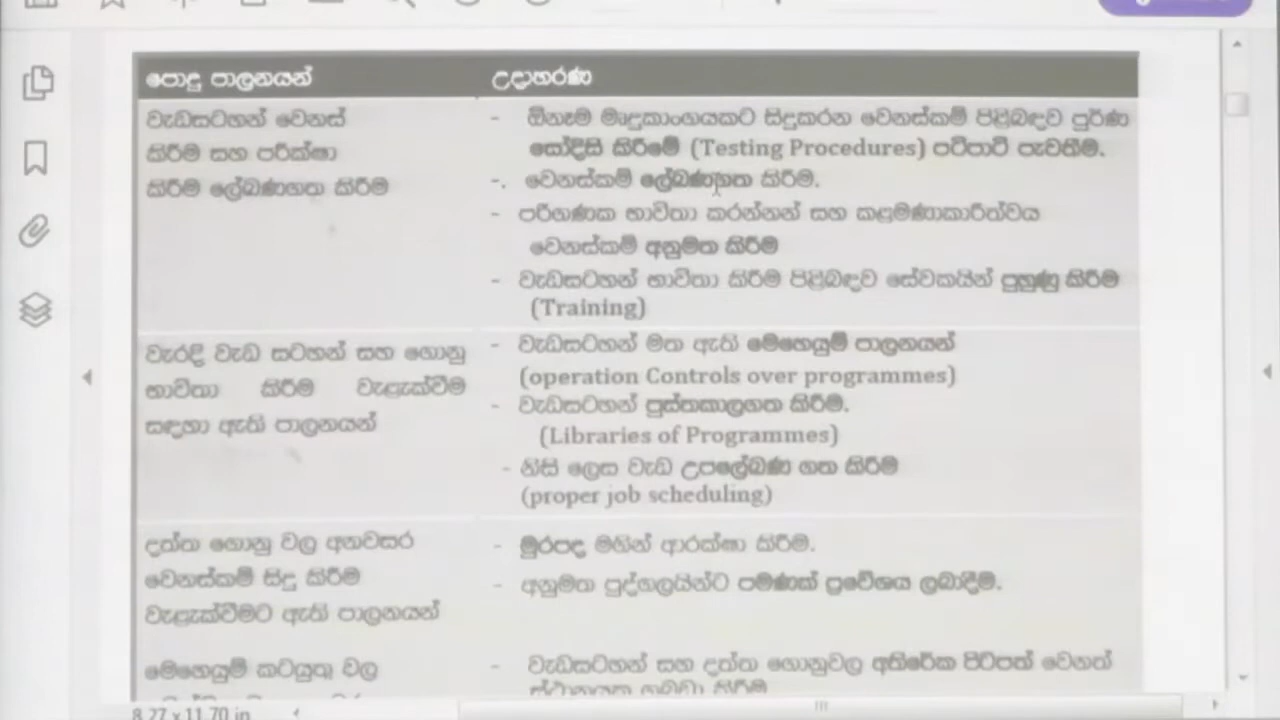 පොදු පාලනයන්
උදාහරණ
වැඩසටහන් වෙනස්
කිරීම සහ පරීක්ෂා
කිරීම ලේඛණගත කිරීම
- ඕනෑම මෘදුකාංගයකට සිදුකරන වෙනස්කම් පිළිබඳව පූර්ණ
සෝදිසි කිරීමේ (Testing Procedures) පටිපාටි පැවතීම.
-. වෙනස්කම් ලේඛණගත කිරීම.
- පරිගණක භාවිතා කරන්නන් සහ කළමණාකාරිත්වය
වෙනස්කම් අනුමත කිරීම
- වැඩසටහන් භාවිතා කිරීම පිළිබඳව සේවකයින් පුහුණු කිරීම
(Training)
වැරදි වැඩ සටහන් සහ ගොනු
භාවිතා කිරීම වැළැක්වීම
සඳහා ඇති පාලනයන්
- වැඩසටහන් මත ඇති මෙහෙයුම් පාලනයන්
(operation Controls over programmes)
- වැඩසටහන් පුස්තකාලගත කිරීම.
(Libraries of Programmes)
- නිසි ලෙස වැඩ උපලේඛණ ගත කිරීම
(proper job scheduling)
දත්ත ගොනු වල අනවසර
වෙනස්කම් සිදු කිරීම
වැළැක්වීමට ඇති පාලනයන්
- මුරපද මගින් ආරක්ෂා කිරීම.
- අනුමත පුද්ගලයින්ට පමණක් ප්‍රවේශය ලබාදීම.
මෙහෙයුම් කටයුතු වල
- වැඩසටහන් සහ දත්ත ගොනුවල අතිරේක පිටපත් වෙනත්
8.27 x 11.70 in